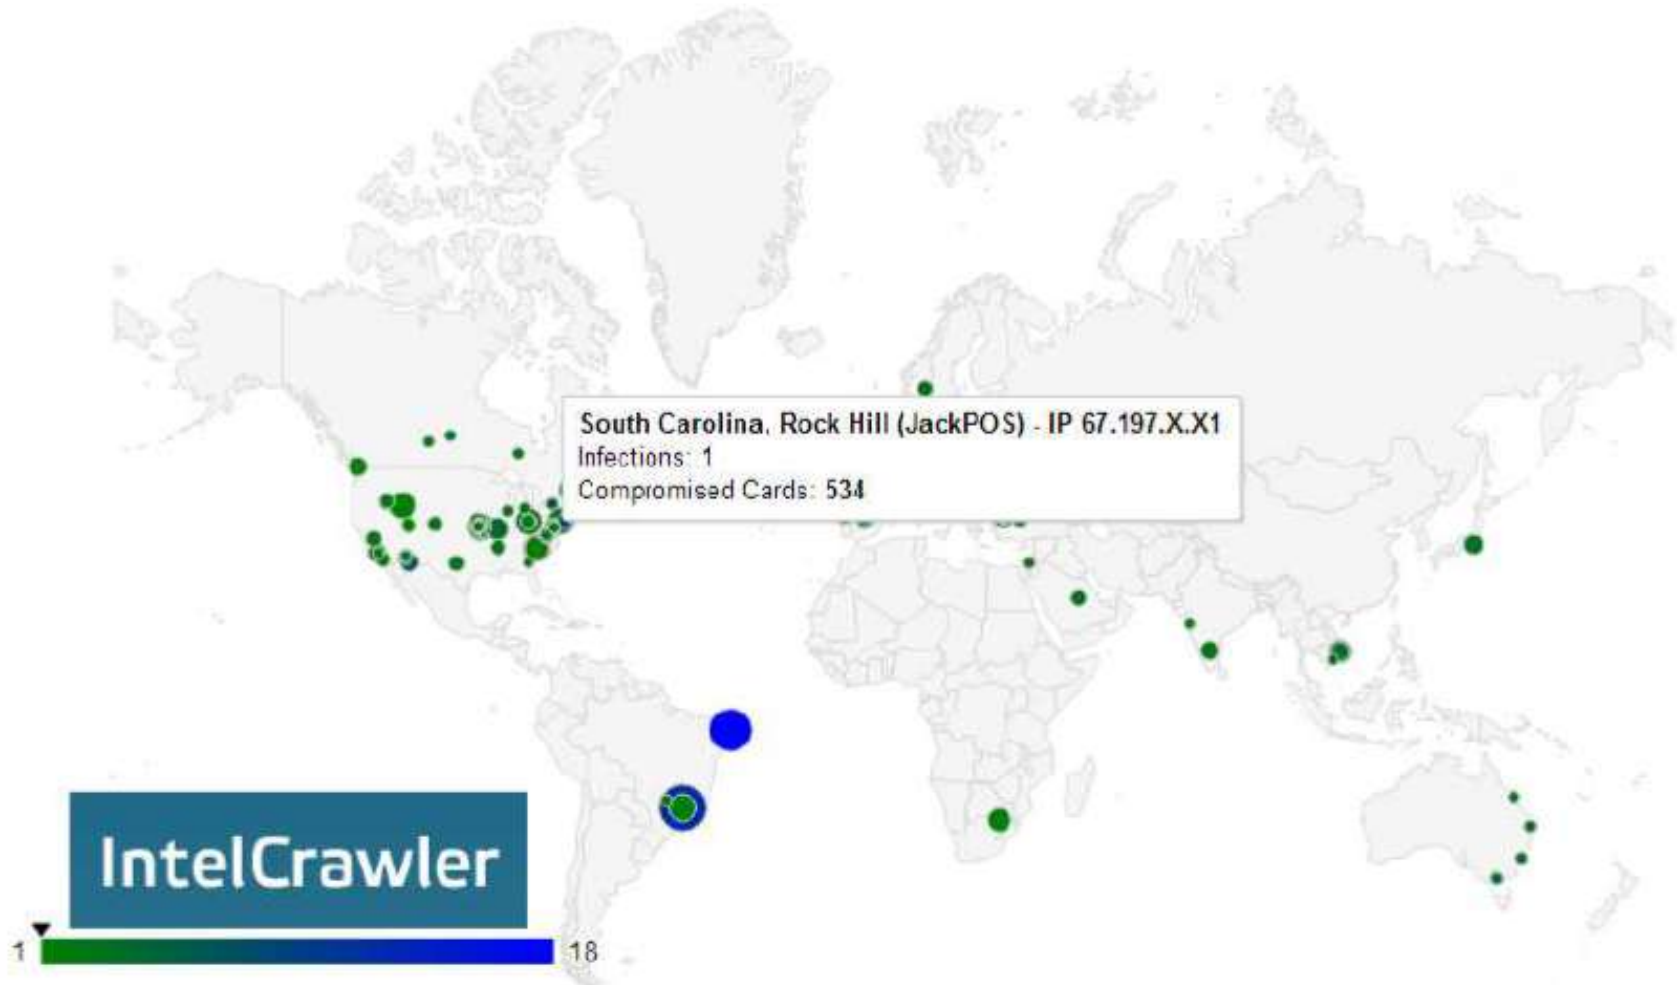 South Carolina, Rock Hill (JackPOS) - IP 67.197.X.X1
Infections: 1
Compromised Cards: 534
IntelCrawler
1 18